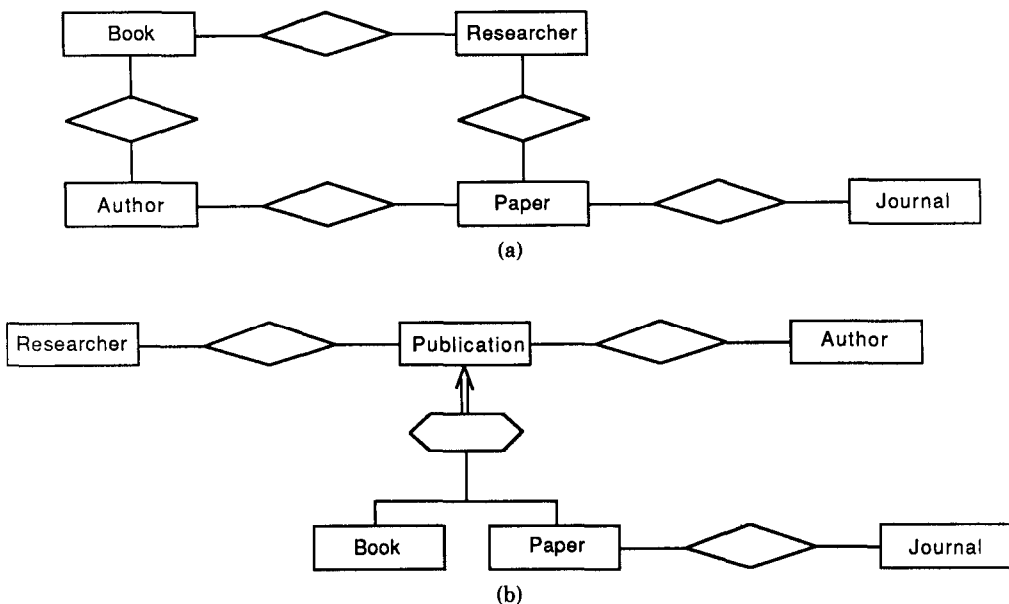 Book Researcher
Author Paper Journal
(a)
Researcher Publication Author
Book Paper Journal
(b)